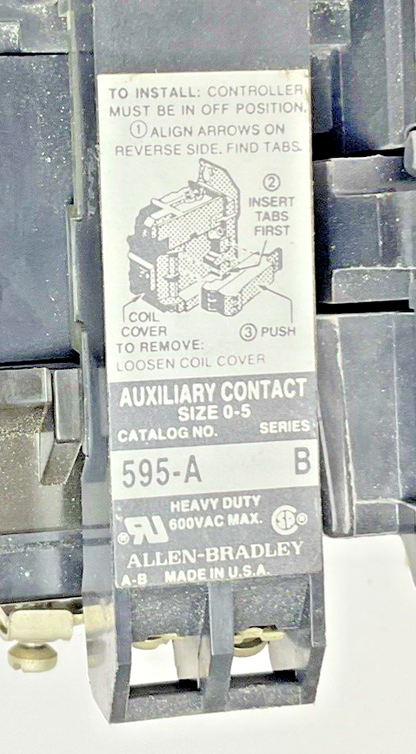 TO INSTALL: CONTROLLER
MUST BE IN OFF POSITION.
① ALIGN ARROWS ON
REVERSE SIDE. FIND TABS.
②
INSERT
TABS
FIRST
COIL
COVER
③ PUSH
TO REMOVE:
LOOSEN COIL COVER
AUXILIARY CONTACT
SIZE 0-5
CATALOG NO. SERIES
595-A B
HEAVY DUTY
600VAC MAX.
ALLEN-BRADLEY
A-B MADE IN U.S.A.